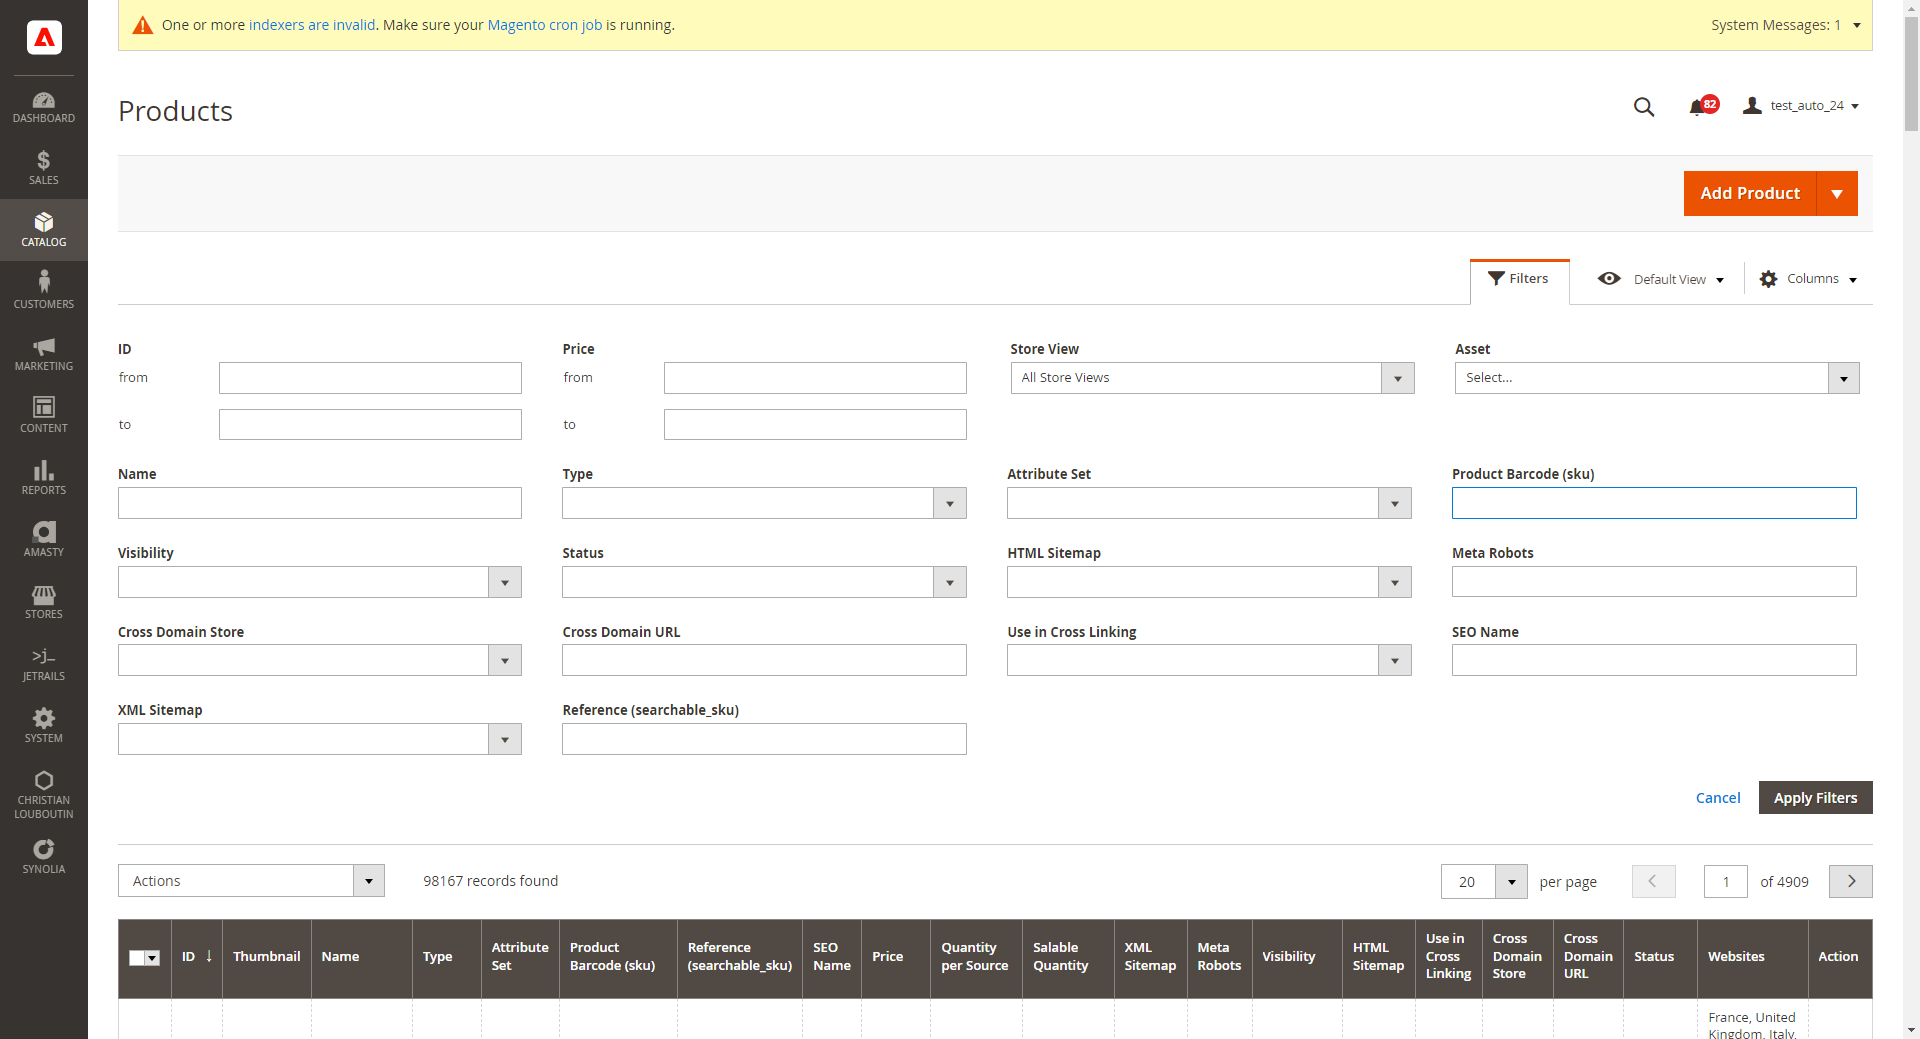 One or more indexers are invalid. Make sure your Magento cron job is running.
System Messages: 1
DASHBOARD
SALES
CATALOG
CUSTOMERS
MARKETING
CONTENT
REPORTS
AMASTY
STORES
>j_
JETRAILS
SYSTEM
CHRISTIAN
LOUBOUTIN
SYNOLIA
Products
82
test_auto_24
Add Product
Filters
Default View
Columns
ID
from
to
Price
from
to
Store View
All Store Views
Asset
Select...
Name
Type
Attribute Set
Product Barcode (sku)
Visibility
Status
HTML Sitemap
Meta Robots
Cross Domain Store
Cross Domain URL
Use in Cross Linking
SEO Name
XML Sitemap
Reference (searchable_sku)
Cancel
Apply Filters
Actions
98167 records found
20
per page
1
of 4909
ID ↓
Thumbnail
Name
Type
Attribute
Set
Product
Barcode (sku)
Reference
(searchable_sku)
SEO
Name
Price
Quantity
per Source
Salable
Quantity
XML
Sitemap
Meta
Robots
Visibility
HTML
Sitemap
Use in
Cross
Linking
Cross
Domain
Store
Cross
Domain
URL
Status
Websites
Action
France, United
Kingdom, Italy,